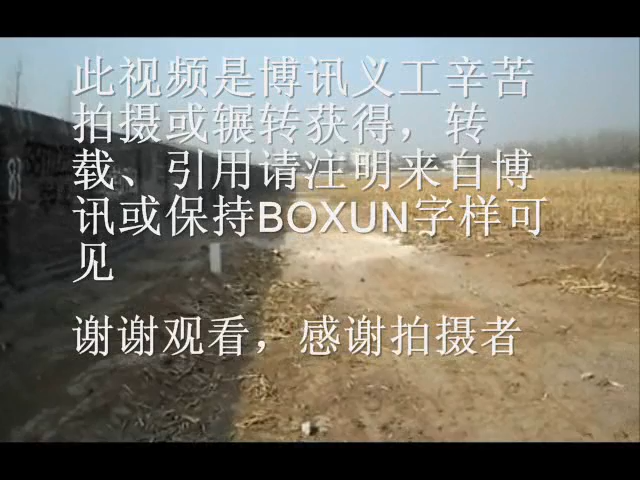 此视频是博讯义工辛苦
拍摄或辗转获得，转
载、引用请注明来自博
讯或保持BOXUN字样可
见
谢谢观看，感谢拍摄者